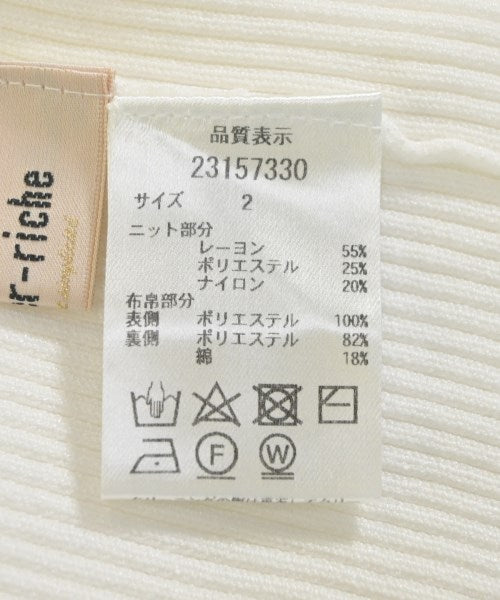 r-riche
品質表示
23157330
サイズ 2
ニット部分
レーヨン 55%
ポリエステル 25%
ナイロン 20%
布帛部分
表側 ポリエステル 100%
裏側 ポリエステル 82%
綿 18%
F W